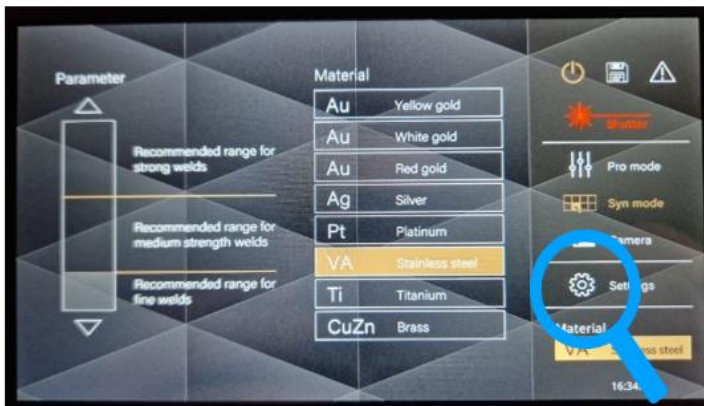 Parameter
Recommended range for
strong welds
Recommended range for
medium strength welds
Recommended range for
fine welds
Material
Au Yellow gold
Au White gold
Au Red gold
Ag Silver
Pt Platinum
VA Stainless steel
Ti Titanium
CuZn Brass
Shutter
Pro mode
Syn mode
Camera
Settings
Material
VA Stainless steel
16:34